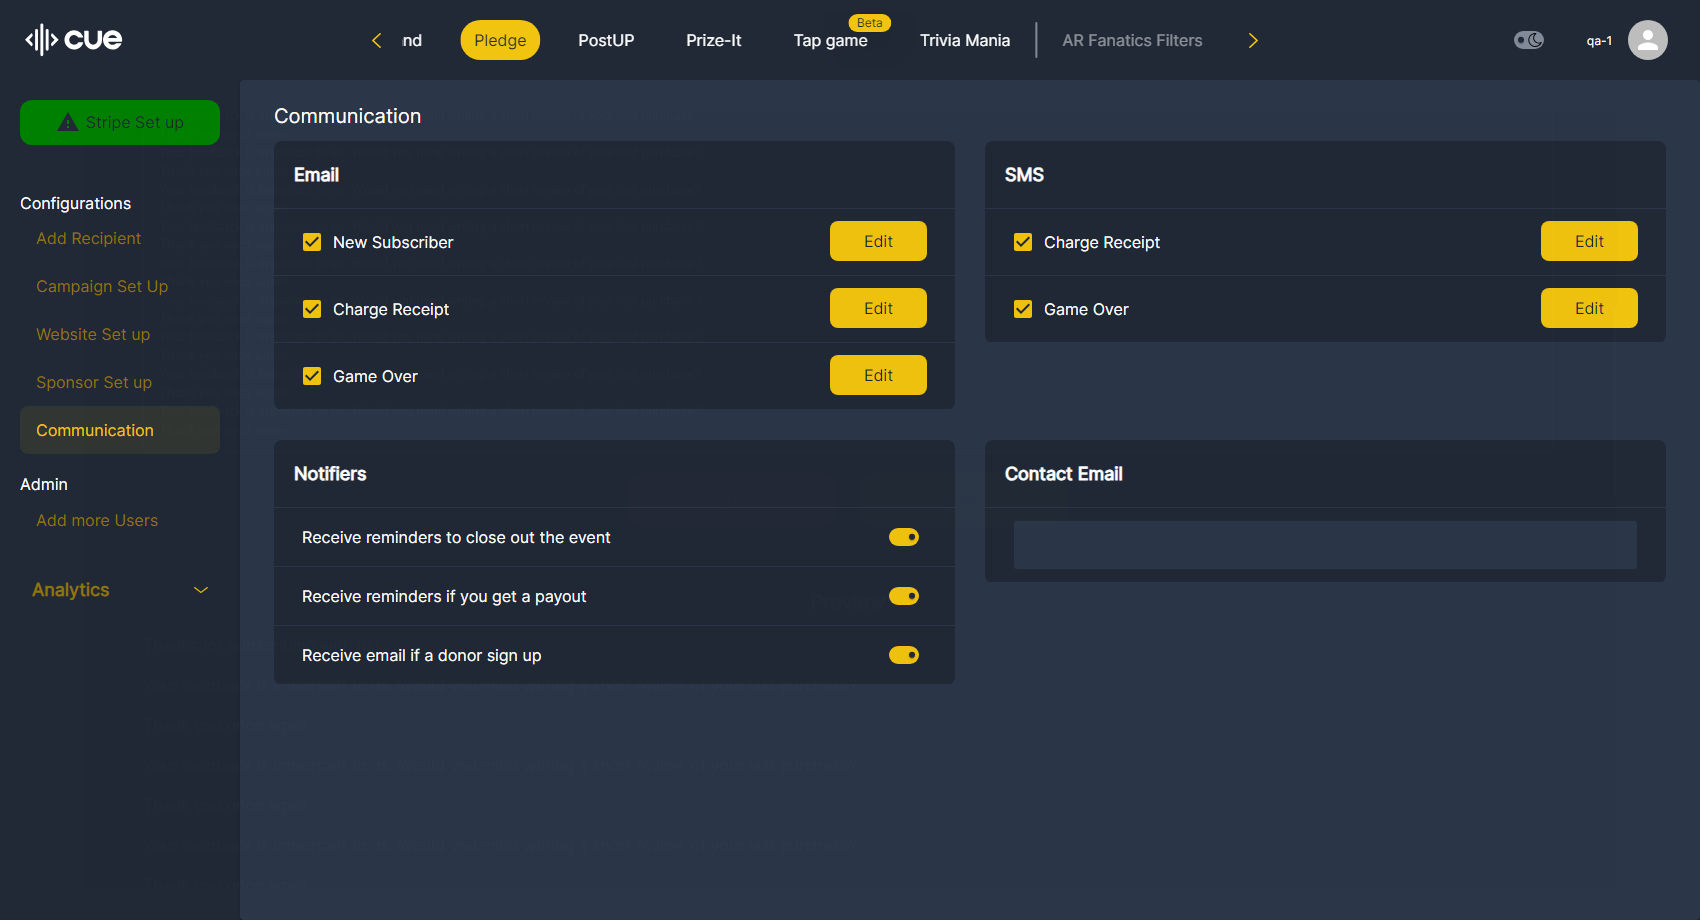 cue
nd
Pledge
PostUP
Prize-It
Beta
Tap game
Trivia Mania
AR Fanatics Filters
qa-1
Stripe Set up
Configurations
Add Recipient
Campaign Set Up
Website Set up
Sponsor Set up
Communication
Admin
Add more Users
Analytics
Communication
Email
New Subscriber
Edit
Charge Receipt
Edit
Game Over
Edit
SMS
Charge Receipt
Edit
Game Over
Edit
Notifiers
Receive reminders to close out the event
Receive reminders if you get a payout
Receive email if a donor sign up
Contact Email